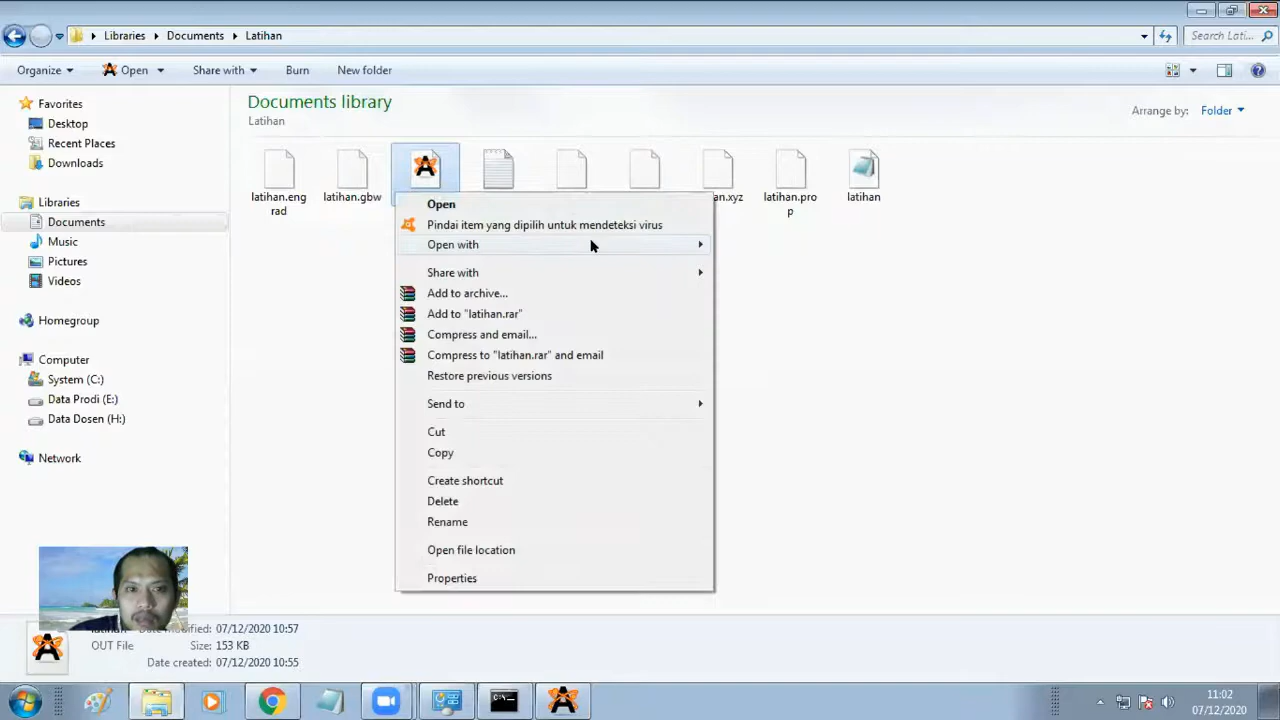 Libraries
Documents
Latihan
Search Lati...
Organize
Open
Share with
Burn
New folder
Favorites
Desktop
Recent Places
Downloads
Libraries
Documents
Music
Pictures
Videos
Homegroup
Computer
System (C:)
Data Prodi (E:)
Data Dosen (H:)
Network
Documents library
Latihan
Arrange by: Folder
latihan.eng
rad
latihan.gbw
n.xyz
latihan.pro
p
latihan
Open
Pindai item yang dipilih untuk mendeteksi virus
Open with
Share with
Add to archive...
Add to "latihan.rar"
Compress and email...
Compress to "latihan.rar" and email
Restore previous versions
Send to
Cut
Copy
Create shortcut
Delete
Rename
Open file location
Properties
latihan Date modified: 07/12/2020 10:57
OUT File Size: 153 KB
Date created: 07/12/2020 10:55
11:02
07/12/2020